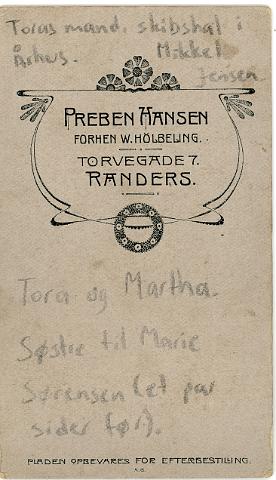 Toras mand. skibshal i
Århus. Mikkel
Jensen
PREBEN HANSEN
FORHEN W. HÖLBELING.
TORVEGADE 7.
RANDERS.
Tora og Martha.
Søstre til Marie
Sørensen (et par
sider før).
PLADEN OPBEVARES FOR EFTERBESTILLING.